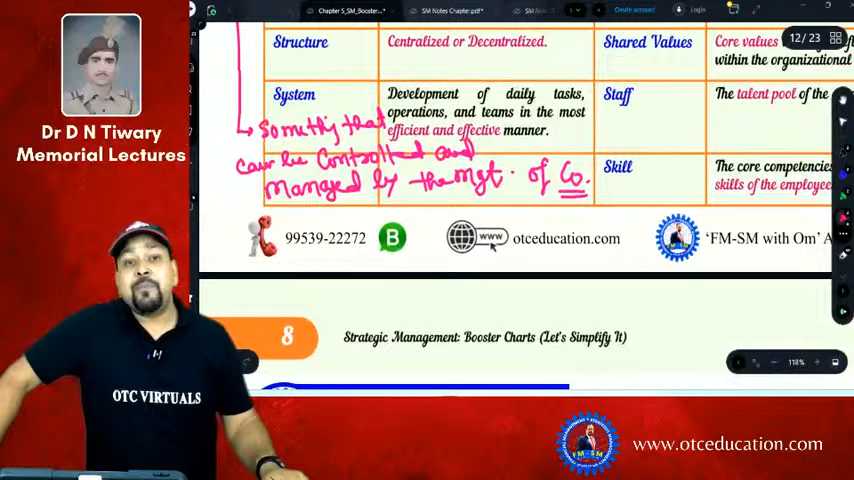 Chapter 5_SM_Booster...*
SM Notes Chapter.pdf*
Create account
Login
12/23
Structure
Centralized or Decentralized.
Shared Values
Core values
within the organizational
System
Development of daily tasks, operations, and teams in the most efficient and effective manner.
Staff
The talent pool of the
Skill
The core competencies
skills of the employee
Somethig that
can be Controlled and
managed by the Mgt. of Co.
99539-22272
B
www
otceducation.com
'FM-SM with Om' A
8
Strategic Management: Booster Charts (Let's Simplify It)
118%
Dr D N Tiwary
Memorial Lectures
OTC VIRTUALS
FM-SM
www.otceducation.com